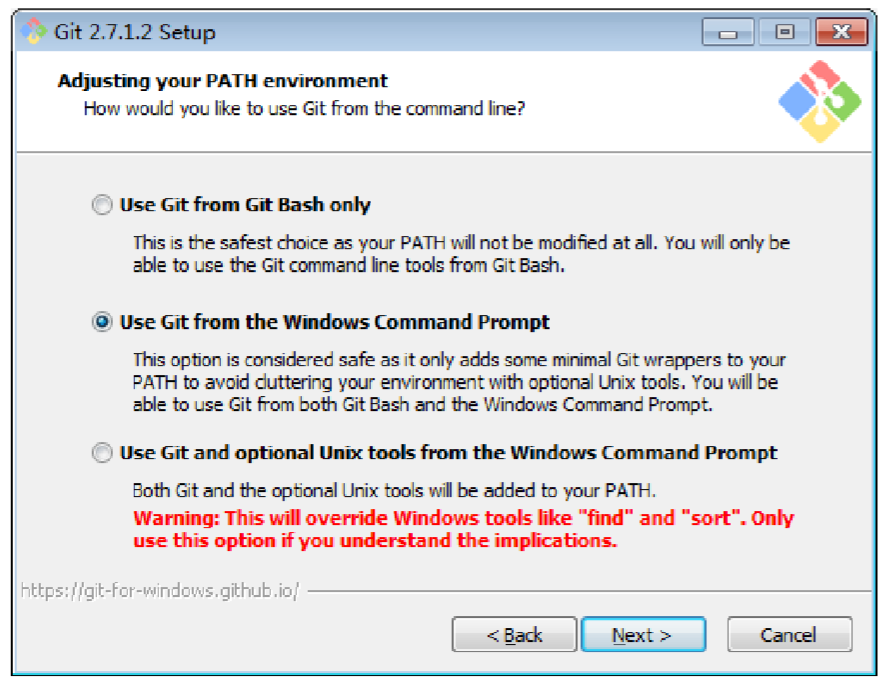 Git 2.7.1.2 Setup
Adjusting your PATH environment
How would you like to use Git from the command line?
Use Git from Git Bash only
This is the safest choice as your PATH will not be modified at all. You will only be
able to use the Git command line tools from Git Bash.
Use Git from the Windows Command Prompt
This option is considered safe as it only adds some minimal Git wrappers to your
PATH to avoid cluttering your environment with optional Unix tools. You will be
able to use Git from both Git Bash and the Windows Command Prompt.
Use Git and optional Unix tools from the Windows Command Prompt
Both Git and the optional Unix tools will be added to your PATH.
Warning: This will override Windows tools like "find" and "sort". Only
use this option if you understand the implications.
https://git-for-windows.github.io/
< Back Next > Cancel